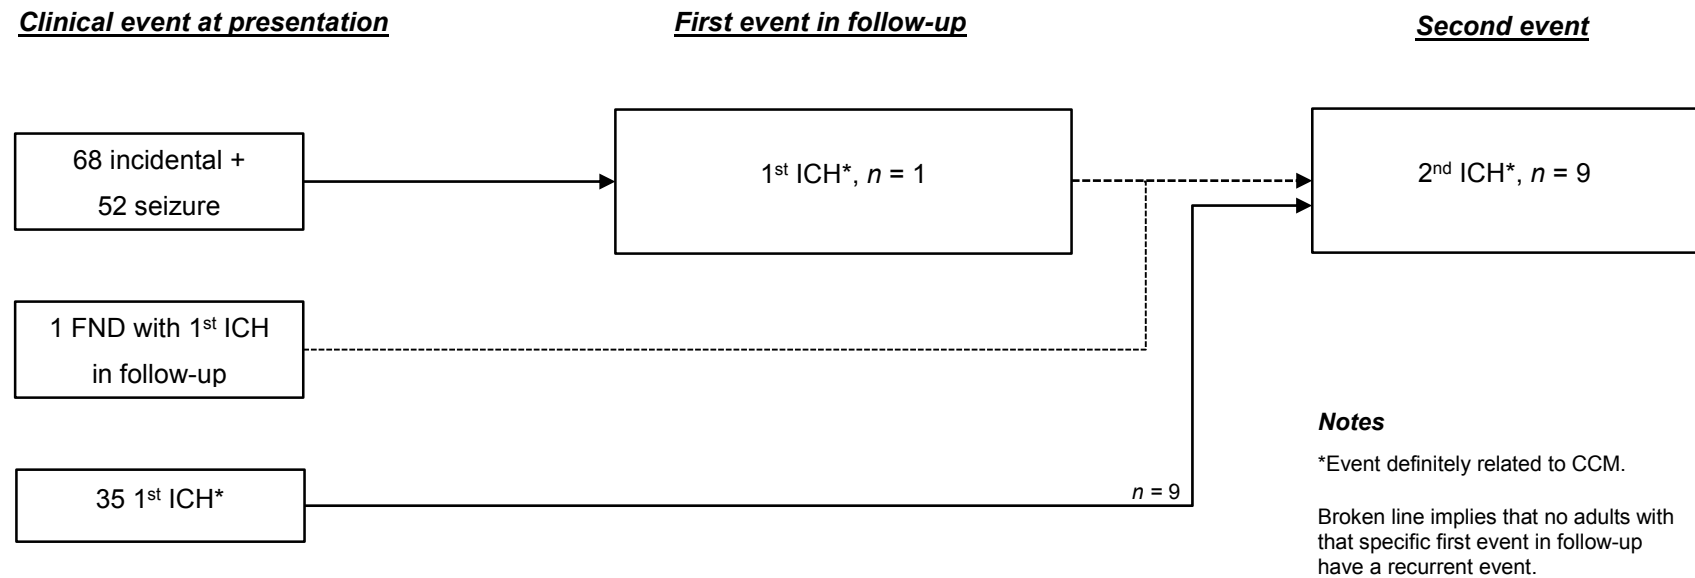 Clinical event at presentation
First event in follow-up
Second event
68 incidental +
52 seizure
1st ICH*, n = 1
2nd ICH*, n = 9
1 FND with 1st ICH
in follow-up
35 1st ICH*
n = 9
Notes
*Event definitely related to CCM.
Broken line implies that no adults with
that specific first event in follow-up
have a recurrent event.